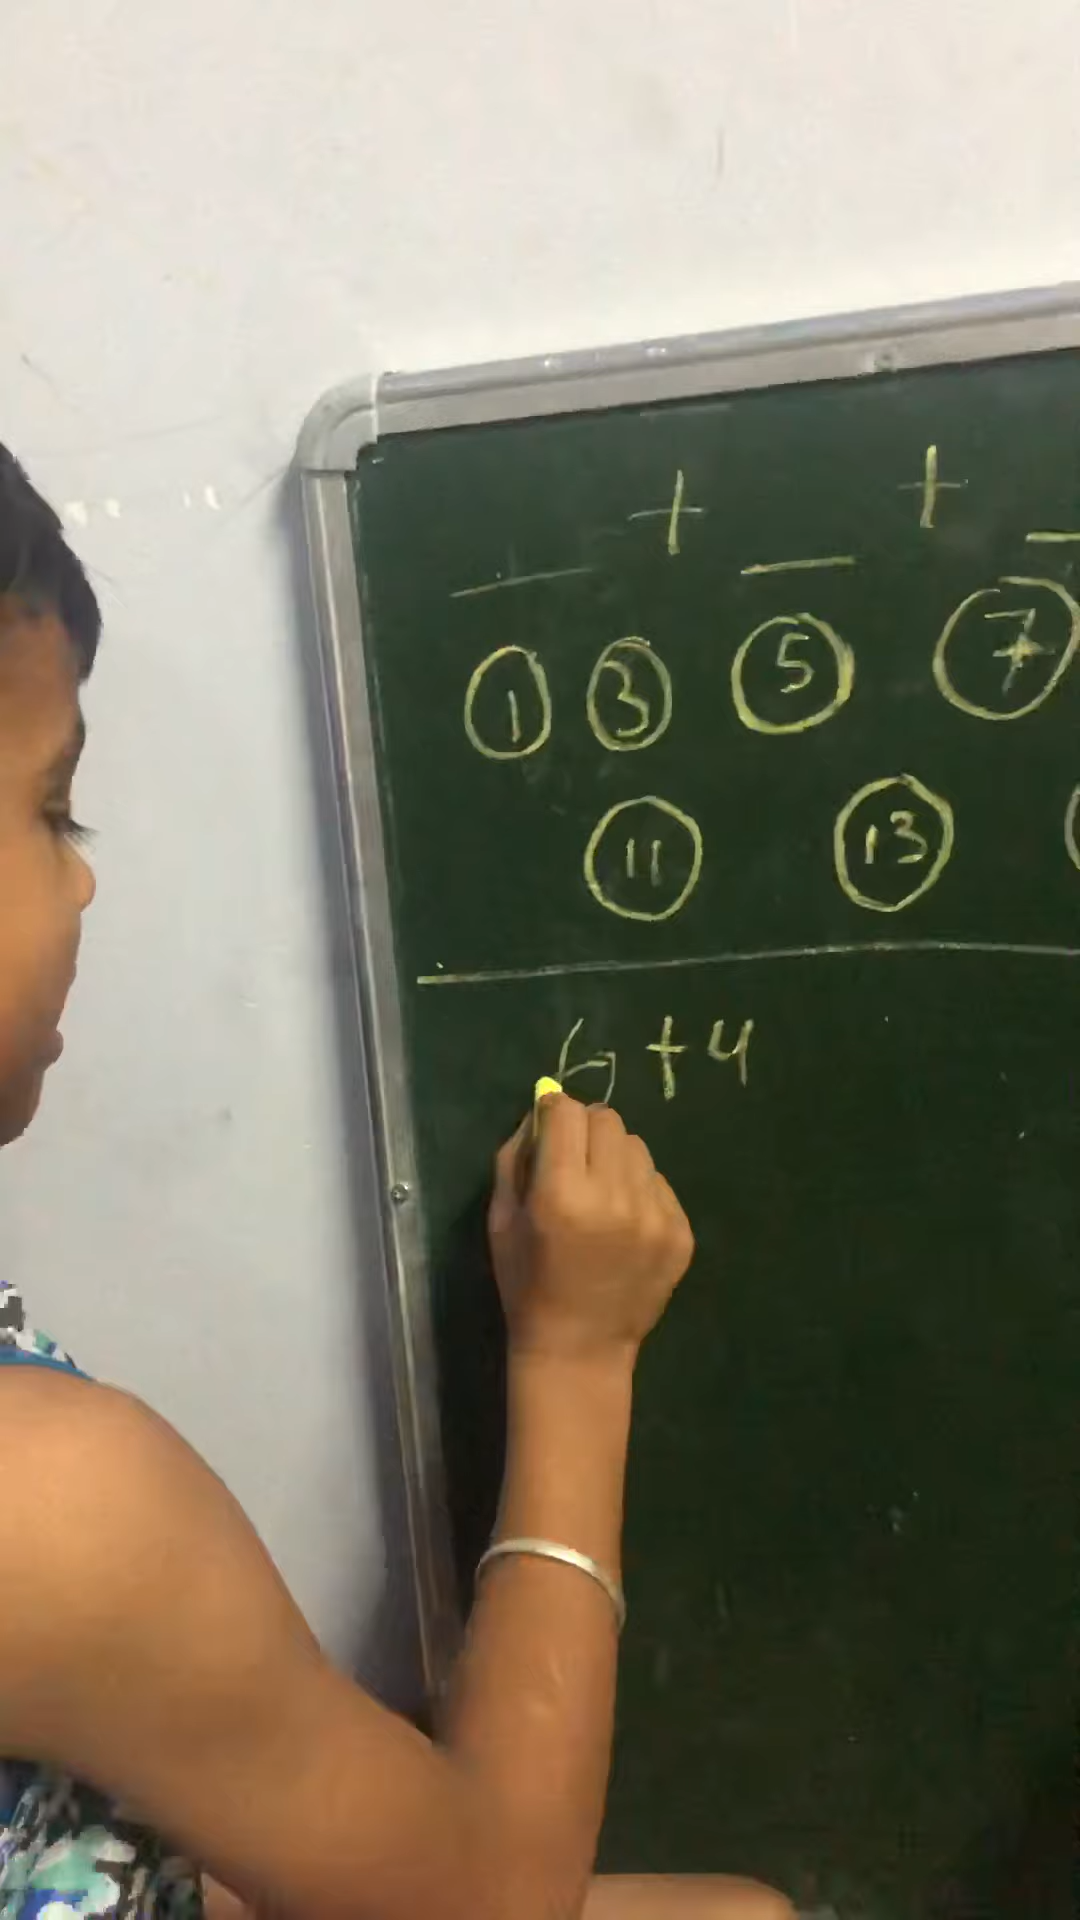 + +
_ _ _
1 3 5 7
11 13
6 + 4